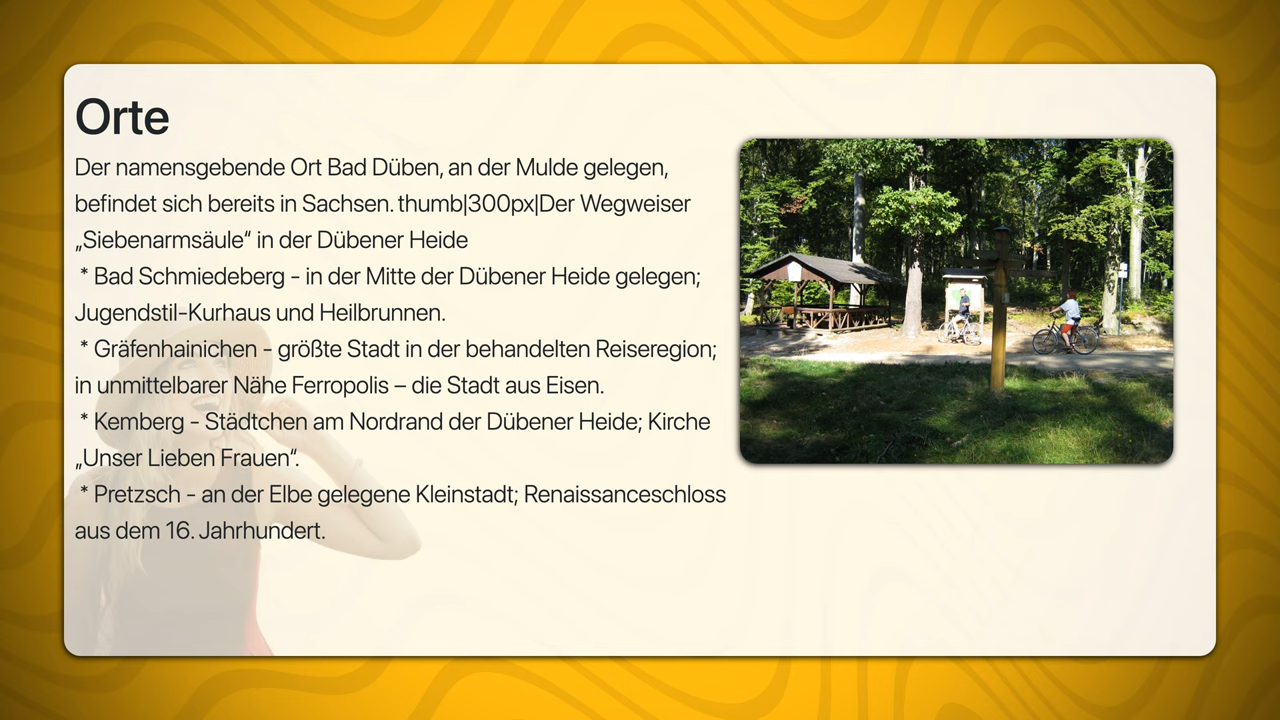 Orte
Der namensgebende Ort Bad Düben, an der Mulde gelegen,
befindet sich bereits in Sachsen. thumb|300px|Der Wegweiser
„Siebenarmsäule“ in der Dübener Heide
* Bad Schmiedeberg - in der Mitte der Dübener Heide gelegen;
Jugendstil-Kurhaus und Heilbrunnen.
* Gräfenhainichen - größte Stadt in der behandelten Reiseregion;
in unmittelbarer Nähe Ferropolis – die Stadt aus Eisen.
* Kemberg - Städtchen am Nordrand der Dübener Heide; Kirche
„Unser Lieben Frauen“.
* Pretzsch - an der Elbe gelegene Kleinstadt; Renaissanceschloss
aus dem 16. Jahrhundert.